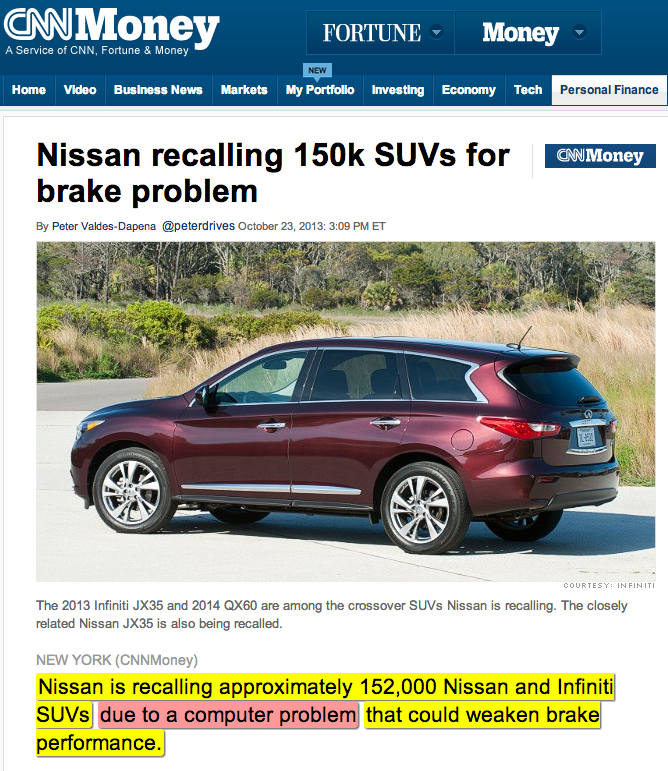 CNNMoney
A Service of CNN, Fortune & Money
FORTUNE Money
NEW
Home Video Business News Markets My Portfolio Investing Economy Tech Personal Finance
Nissan recalling 150k SUVs for
brake problem
CNNMoney
By Peter Valdes-Dapena @peterdrives October 23, 2013: 3:09 PM ET
COURTESY: INFINITI
The 2013 Infiniti JX35 and 2014 QX60 are among the crossover SUVs Nissan is recalling. The closely
related Nissan JX35 is also being recalled.
NEW YORK (CNNMoney)
Nissan is recalling approximately 152,000 Nissan and Infiniti
SUVs due to a computer problem that could weaken brake
performance.